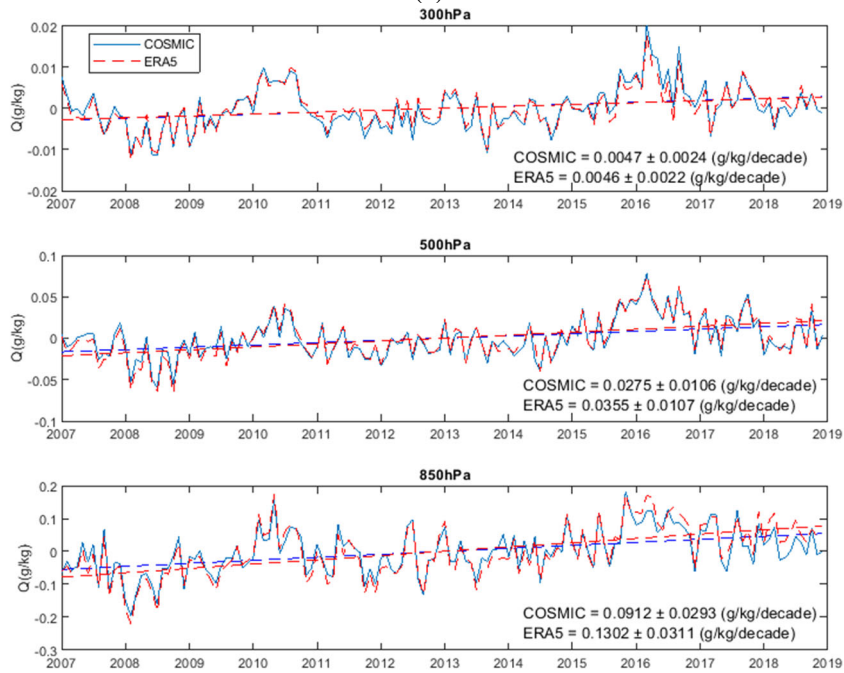 300hPa
0.02
0.01
0
-0.01
-0.02
Q(g/kg)
COSMIC
ERA5
COSMIC = 0.0047 ± 0.0024 (g/kg/decade)
ERA5 = 0.0046 ± 0.0022 (g/kg/decade)
2007 2008 2009 2010 2011 2012 2013 2014 2015 2016 2017 2018 2019
500hPa
0.1
0.05
0
-0.05
-0.1
Q(g/kg)
COSMIC = 0.0275 ± 0.0106 (g/kg/decade)
ERA5 = 0.0355 ± 0.0107 (g/kg/decade)
2007 2008 2009 2010 2011 2012 2013 2014 2015 2016 2017 2018 2019
850hPa
0.2
0.1
0
-0.1
-0.2
-0.3
Q(g/kg)
COSMIC = 0.0912 ± 0.0293 (g/kg/decade)
ERA5 = 0.1302 ± 0.0311 (g/kg/decade)
2007 2008 2009 2010 2011 2012 2013 2014 2015 2016 2017 2018 2019